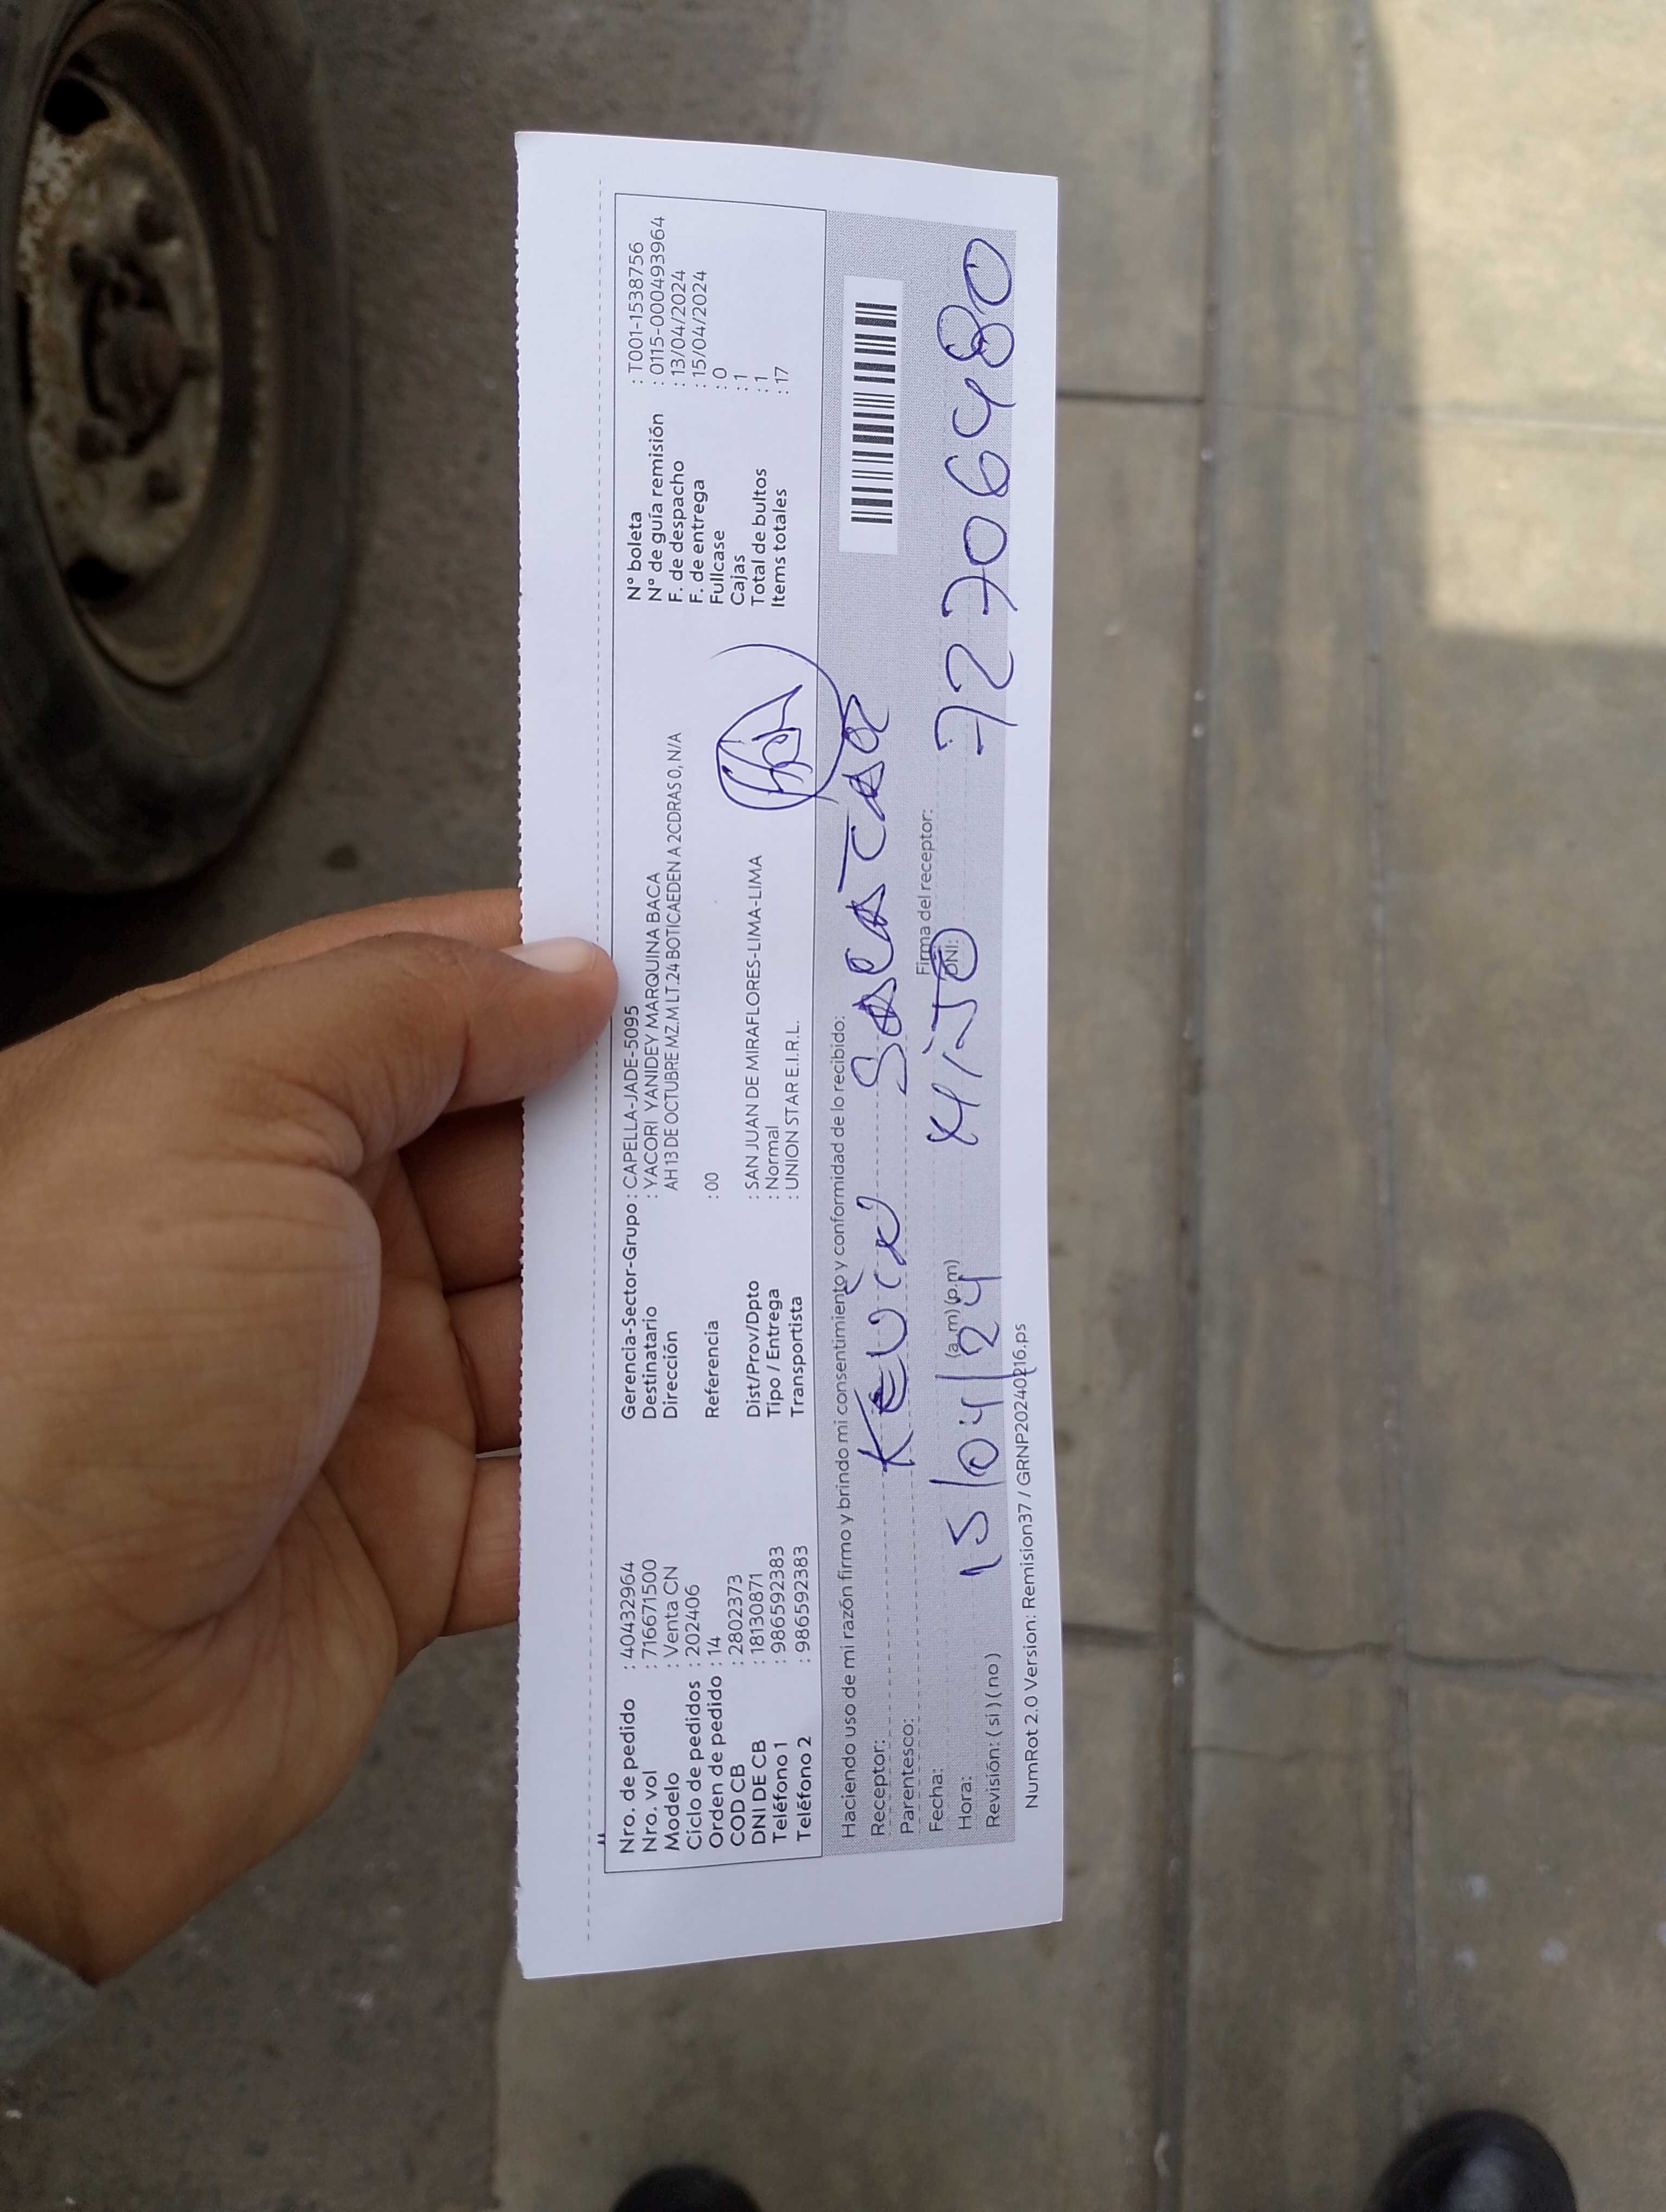 Nro. de pedido : 40432964
Nro. vol : 716671500
Modelo : Venta CN
Ciclo de pedidos : 202406
Orden de pedido : 14
COD CB : 2802373
DNI DE CB : 18130871
Teléfono 1 : 986592383
Teléfono 2 : 986592383
Gerencia-Sector-Grupo : CAPELLA-JADE-5095
Destinatario : YACORI YANIDEY MARQUINA BACA
Dirección AH 13 DE OCTUBRE MZ.M LT.24 BOTICAEDEN A 2CDRAS 0, N/A
Referencia : 00
Dist/Prov/Dpto : SAN JUAN DE MIRAFLORES-LIMA-LIMA
Tipo / Entrega : Normal
Transportista : UNION STAR E.I.R.L.
N° boleta : T001-1538756
N° de guía remisión : 0115-0004939​64
F. de despacho : 13/04/2024
F. de entrega : 15/04/2024
Fullcase : 0
Cajas : 1
Total de bultos : 1
Items totales : 17
Haciendo uso de mi razón firmo y brindo mi consentimiento y conformidad de lo recibido:
Receptor: Kevin
Parentesco: Firma del receptor:
Fecha: 15/04/24 Hijo
Hora: (a.m) (p.m) DNI: 72706480
Revisión: ( si ) ( no )
NumRot 2.0 Version: Remision37 / GRNP20240216.ps